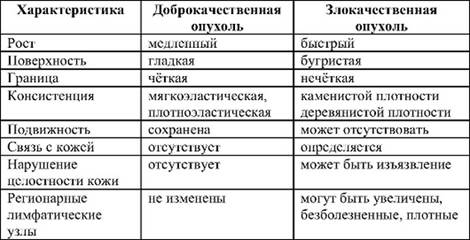 Характеристика Доброкачественная опухоль Злокачественная опухоль
Рост медленный быстрый
Поверхность гладкая бугристая
Граница чёткая нечёткая
Консистенция мягкоэластическая, каменистой плотности
плотноэластическая деревянистой плотности
Подвижность сохранена может отсутствовать
Связь с кожей отсутствует определяется
Нарушение отсутствует может быть изъязвление
целостности кожи
Регионарные не изменены могут быть увеличены,
лимфатические безболезненные, плотные
узлы